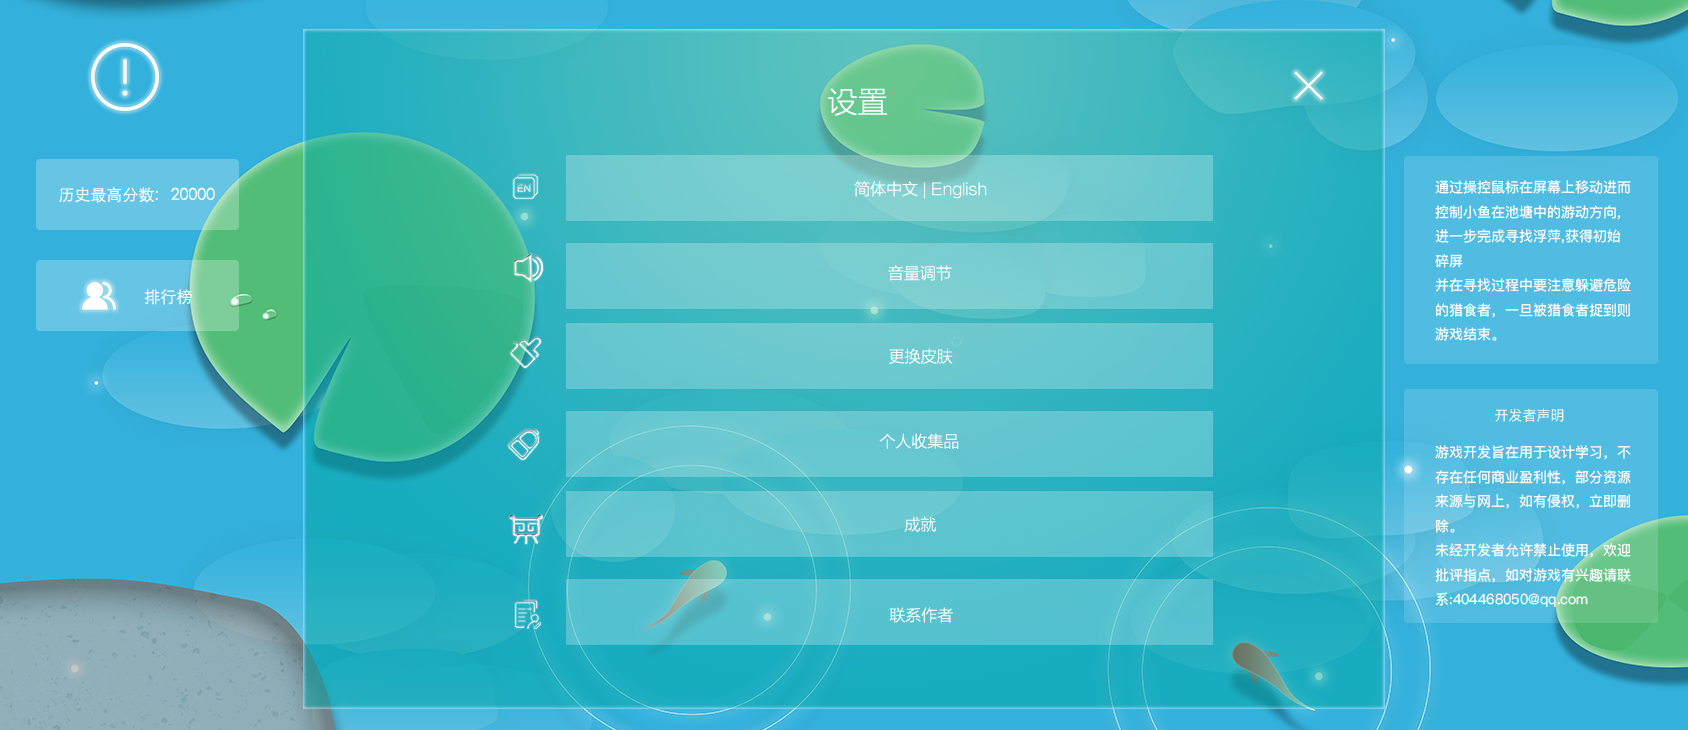 设置
历史最高分数：20000
排行榜
EN
简体中文 | English
音量调节
更换皮肤
个人收集品
成就
联系作者
通过操控鼠标在屏幕上移动进而
控制小鱼在池塘中的游动方向,
进一步完成寻找浮萍,获得初始
碎屏
并在寻找过程中要注意躲避危险
的猎食者，一旦被猎食者捉到则
游戏结束。
开发者声明
游戏开发旨在用于设计学习，不
存在任何商业盈利性，部分资源
来源与网上，如有侵权，立即删
除。
未经开发者允许禁止使用，欢迎
批评指点，如对游戏有兴趣请联
系:404468050@qq.com